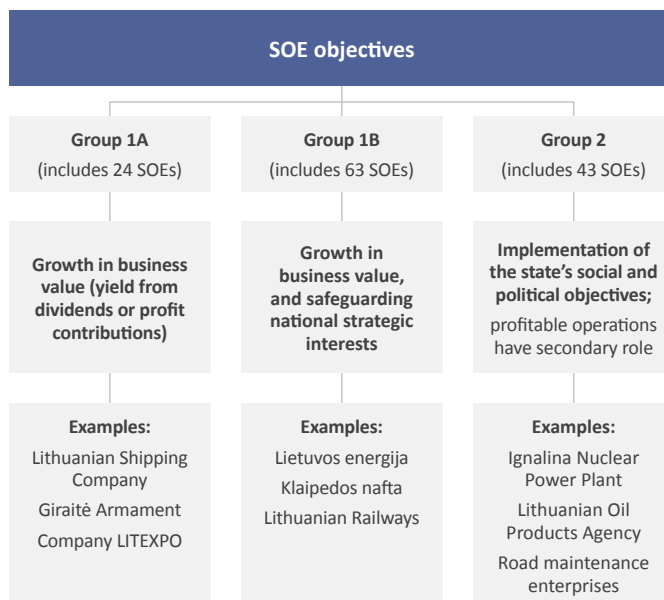 SOE objectives
Group 1A
(includes 24 SOEs)
Group 1B
(includes 63 SOEs)
Group 2
(includes 43 SOEs)
Growth in business
value (yield from
dividends or profit
contributions)
Growth in
business value,
and safeguarding
national strategic
interests
Implementation of
the state's social and
political objectives;
profitable operations
have secondary role
Examples:
Lithuanian Shipping
Company
Giraitė Armament
Company LITEXPO
Examples:
Lietuvos energija
Klaipedos nafta
Lithuanian Railways
Examples:
Ignalina Nuclear
Power Plant
Lithuanian Oil
Products Agency
Road maintenance
enterprises